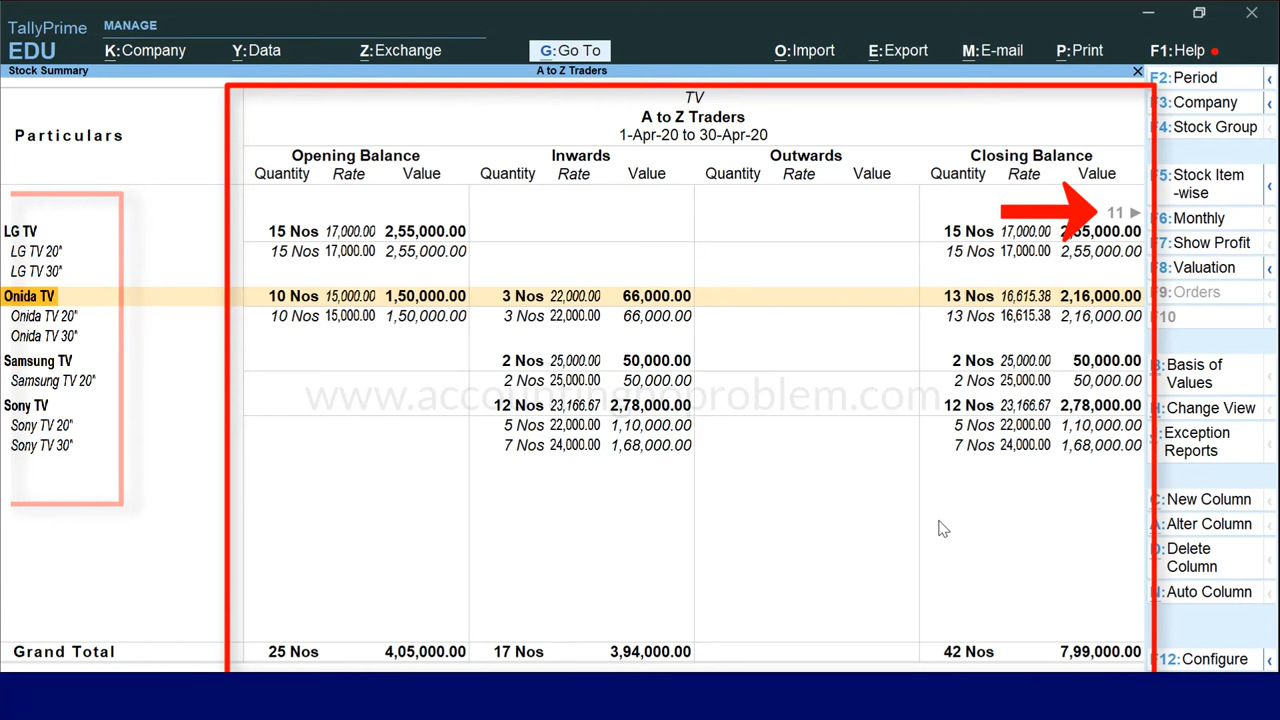 TallyPrime MANAGE
EDU K:Company Y:Data Z:Exchange G:Go To O:Import E:Export M:E-mail P:Print F1:Help
Stock Summary A to Z Traders
TV
A to Z Traders
1-Apr-20 to 30-Apr-20
Particulars
Opening Balance Inwards Outwards Closing Balance
Quantity Rate Value Quantity Rate Value Quantity Rate Value Quantity Rate Value
11
LG TV 15 Nos 17,000.00 2,55,000.00 15 Nos 17,000.00 2,55,000.00
LG TV 20" 15 Nos 17,000.00 2,55,000.00 15 Nos 17,000.00 2,55,000.00
LG TV 30"
Onida TV 10 Nos 15,000.00 1,50,000.00 3 Nos 22,000.00 66,000.00 13 Nos 16,615.38 2,16,000.00
Onida TV 20" 10 Nos 15,000.00 1,50,000.00 3 Nos 22,000.00 66,000.00 13 Nos 16,615.38 2,16,000.00
Onida TV 30"
Samsung TV 2 Nos 25,000.00 50,000.00 2 Nos 25,000.00 50,000.00
Samsung TV 20" 2 Nos 25,000.00 50,000.00 2 Nos 25,000.00 50,000.00
www.accountingnoproblem.com
Sony TV 12 Nos 23,166.67 2,78,000.00 12 Nos 23,166.67 2,78,000.00
Sony TV 20" 5 Nos 22,000.00 1,10,000.00 5 Nos 22,000.00 1,10,000.00
Sony TV 30" 7 Nos 24,000.00 1,68,000.00 7 Nos 24,000.00 1,68,000.00
Grand Total 25 Nos 4,05,000.00 17 Nos 3,94,000.00 42 Nos 7,99,000.00
F2:Period
F3:Company
F4:Stock Group
F5:Stock Item
-wise
F6:Monthly
F7:Show Profit
F8:Valuation
F9:Orders
F10
B:Basis of
Values
H:Change View
:Exception
Reports
C:New Column
A:Alter Column
D:Delete
Column
N:Auto Column
F12:Configure